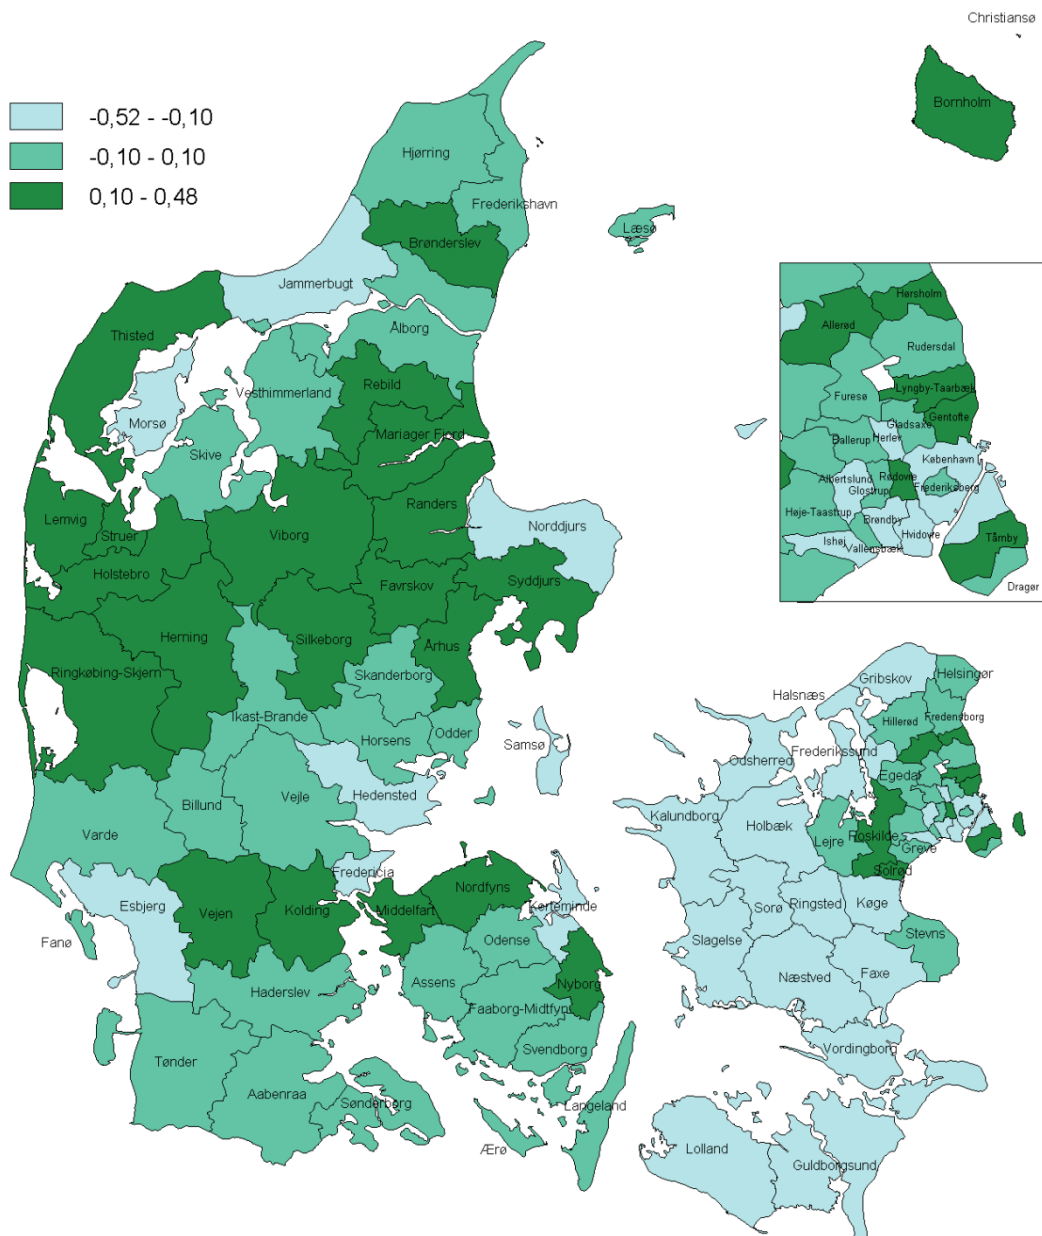 Christiansø
Bornholm
-0,52 - -0,10
-0,10 - 0,10
0,10 - 0,48
Hjørring
Frederikshavn
Læsø
Brønderslev
Jammerbugt
Thisted
Ålborg
Vesthimmerland
Rebild
Morsø
Mariager Fjord
Skive
Lemvig
Struer
Viborg
Randers
Norddjurs
Holstebro
Favrskov
Syddjurs
Herning
Silkeborg
Århus
Ringkøbing-Skjern
Skanderborg
Ikast-Brande
Horsens
Odder
Samsø
Hedensted
Billund
Vejle
Varde
Fredericia
Esbjerg
Vejen
Kolding
Middelfart
Nordfyns
Kerteminde
Fanø
Odense
Nyborg
Assens
Haderslev
Faaborg-Midtfyn
Svendborg
Tønder
Aabenraa
Sønderborg
Langeland
Ærø
Hørsholm
Allerød
Rudersdal
Furesø
Lyngby-Taarbæk
Gentofte
Gladsaxe
Ballerup
Herlev
København
Albertslund
Rødovre
Glostrup
Frederiksberg
Høje-Taastrup
Brøndby
Hvidovre
Ishøj
Vallensbæk
Tårnby
Dragør
Gribskov
Helsingør
Halsnæs
Hillerød
Fredensborg
Frederikssund
Odsherred
Egedal
Kalundborg
Holbæk
Lejre
Roskilde
Greve
Solrød
Sorø
Ringsted
Køge
Slagelse
Stevns
Næstved
Faxe
Vordingborg
Lolland
Guldborgsund